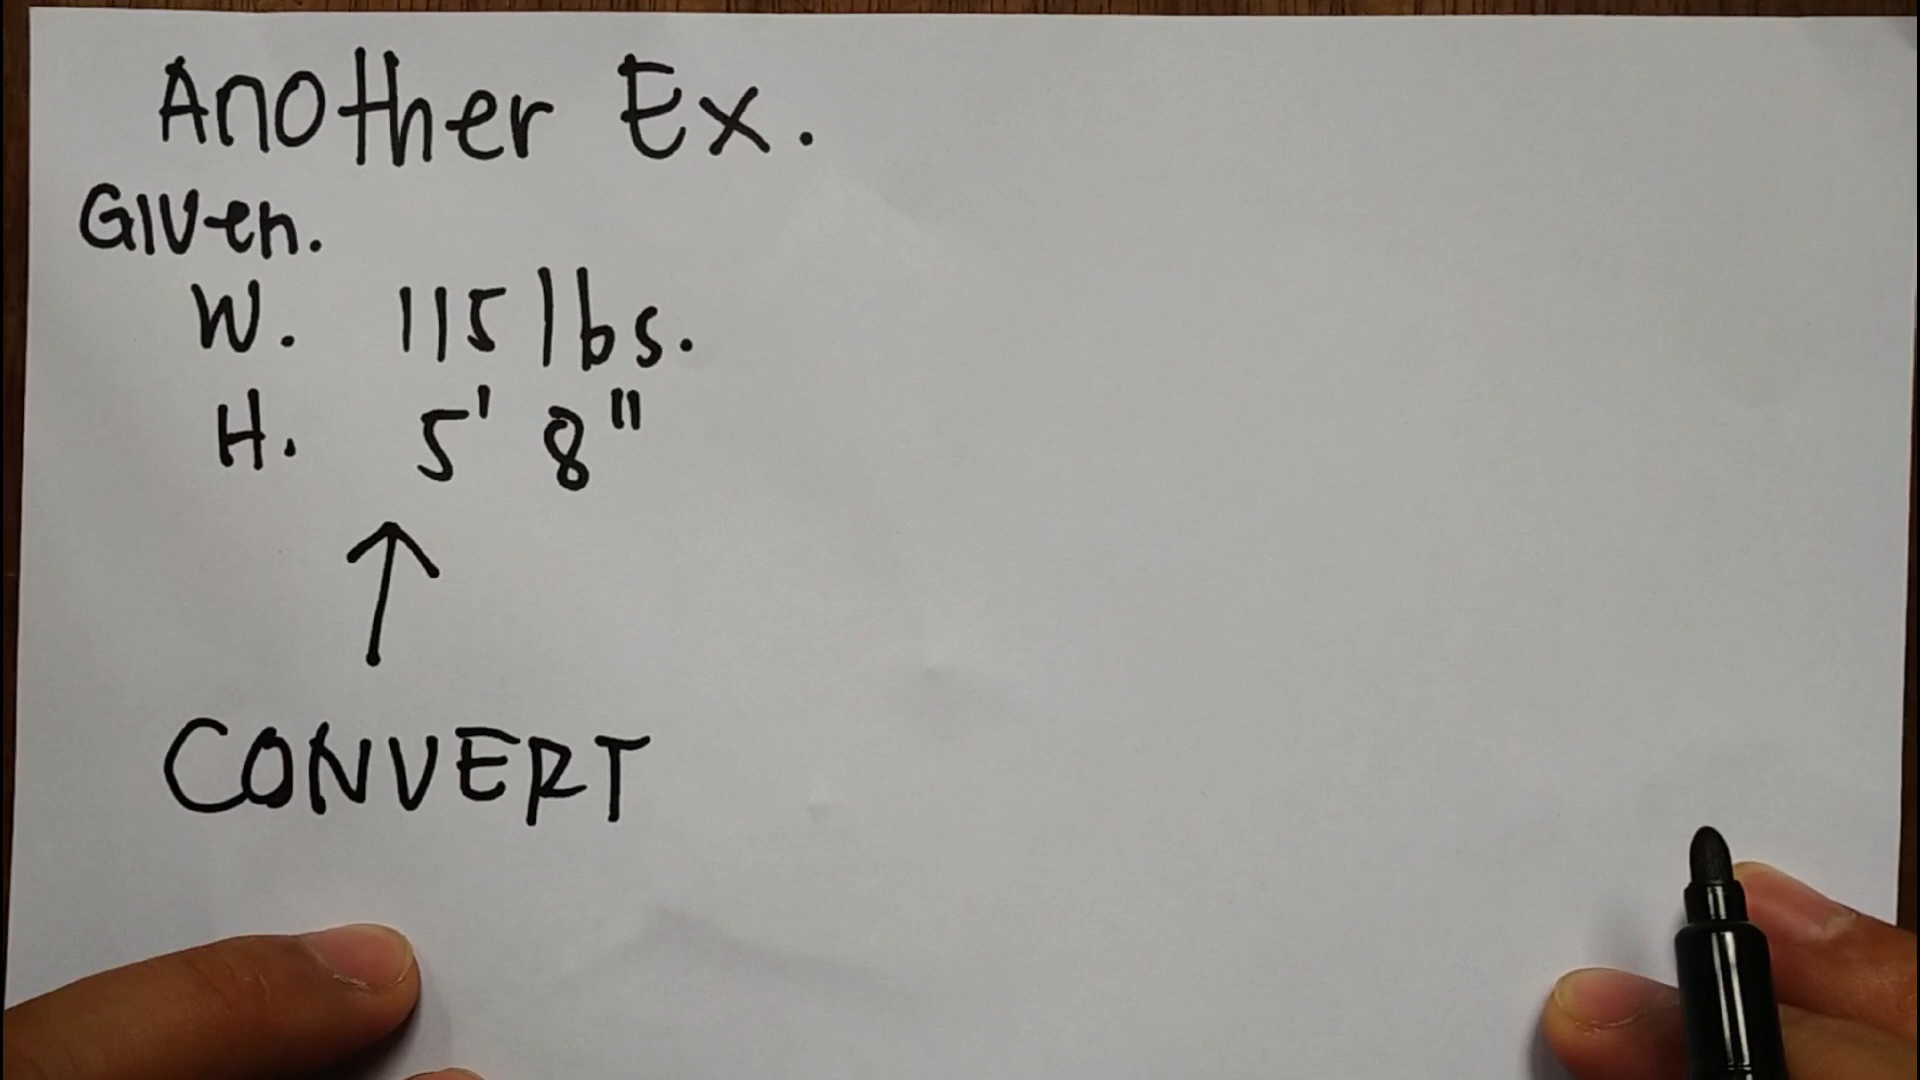 Another Ex.
Given.
W. 115 lbs.
H. 5' 8"
↑
CONVERT